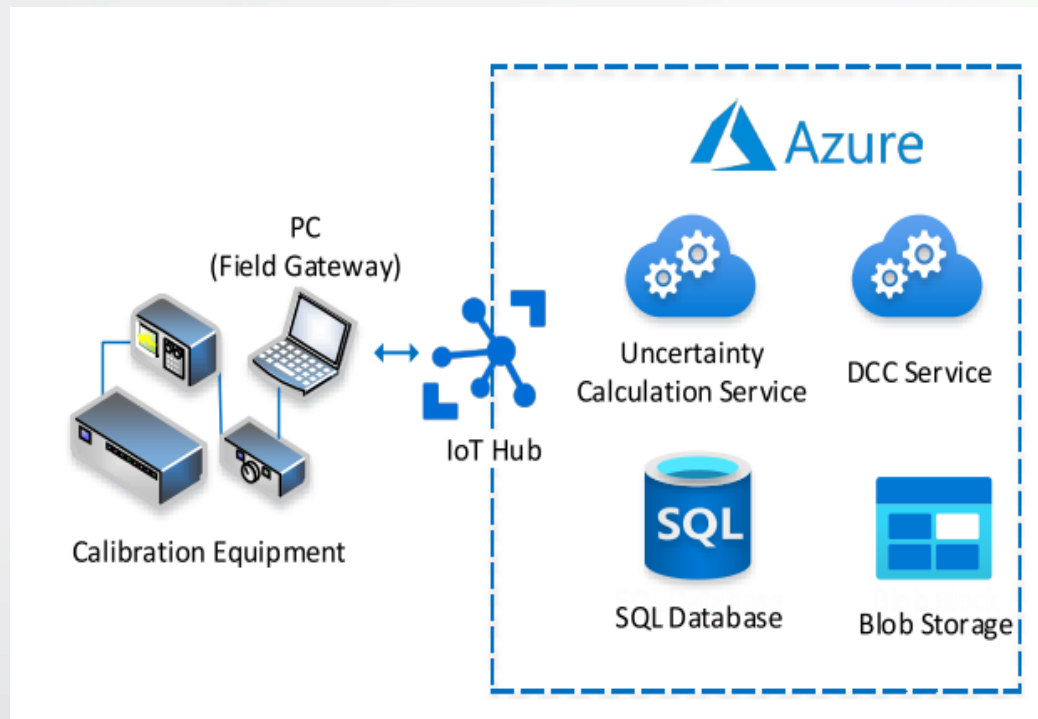 Azure
PC
(Field Gateway)
Uncertainty
Calculation Service
DCC Service
IoT Hub
SQL
Calibration Equipment
SQL Database
Blob Storage